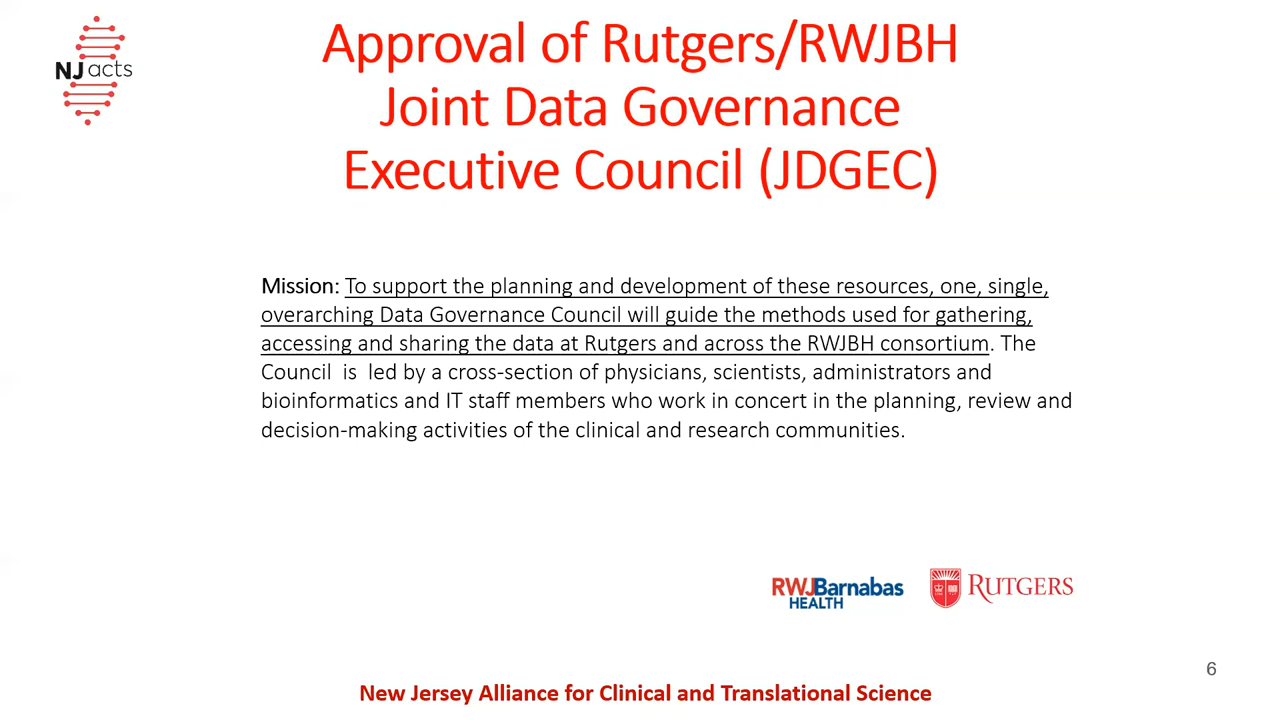 NJ acts
Approval of Rutgers/RWJBH
Joint Data Governance
Executive Council (JDGEC)
Mission: To support the planning and development of these resources, one, single,
overarching Data Governance Council will guide the methods used for gathering,
accessing and sharing the data at Rutgers and across the RWJBH consortium. The
Council is led by a cross-section of physicians, scientists, administrators and
bioinformatics and IT staff members who work in concert in the planning, review and
decision-making activities of the clinical and research communities.
RWJBarnabas
HEALTH
RUTGERS
6
New Jersey Alliance for Clinical and Translational Science